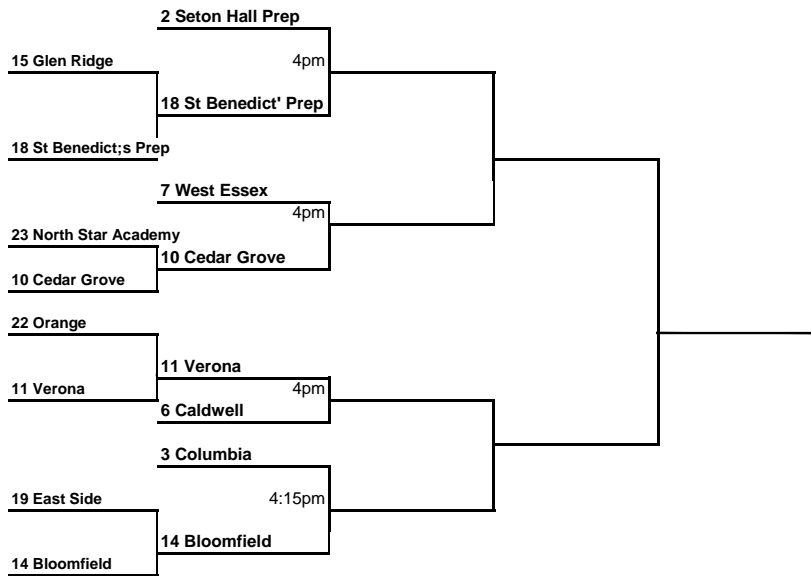 2 Seton Hall Prep
15 Glen Ridge
4pm
18 St Benedict' Prep
18 St Benedict;s Prep
7 West Essex
4pm
23 North Star Academy
10 Cedar Grove
10 Cedar Grove
22 Orange
11 Verona
11 Verona
4pm
6 Caldwell
3 Columbia
19 East Side
4:15pm
14 Bloomfield
14 Bloomfield